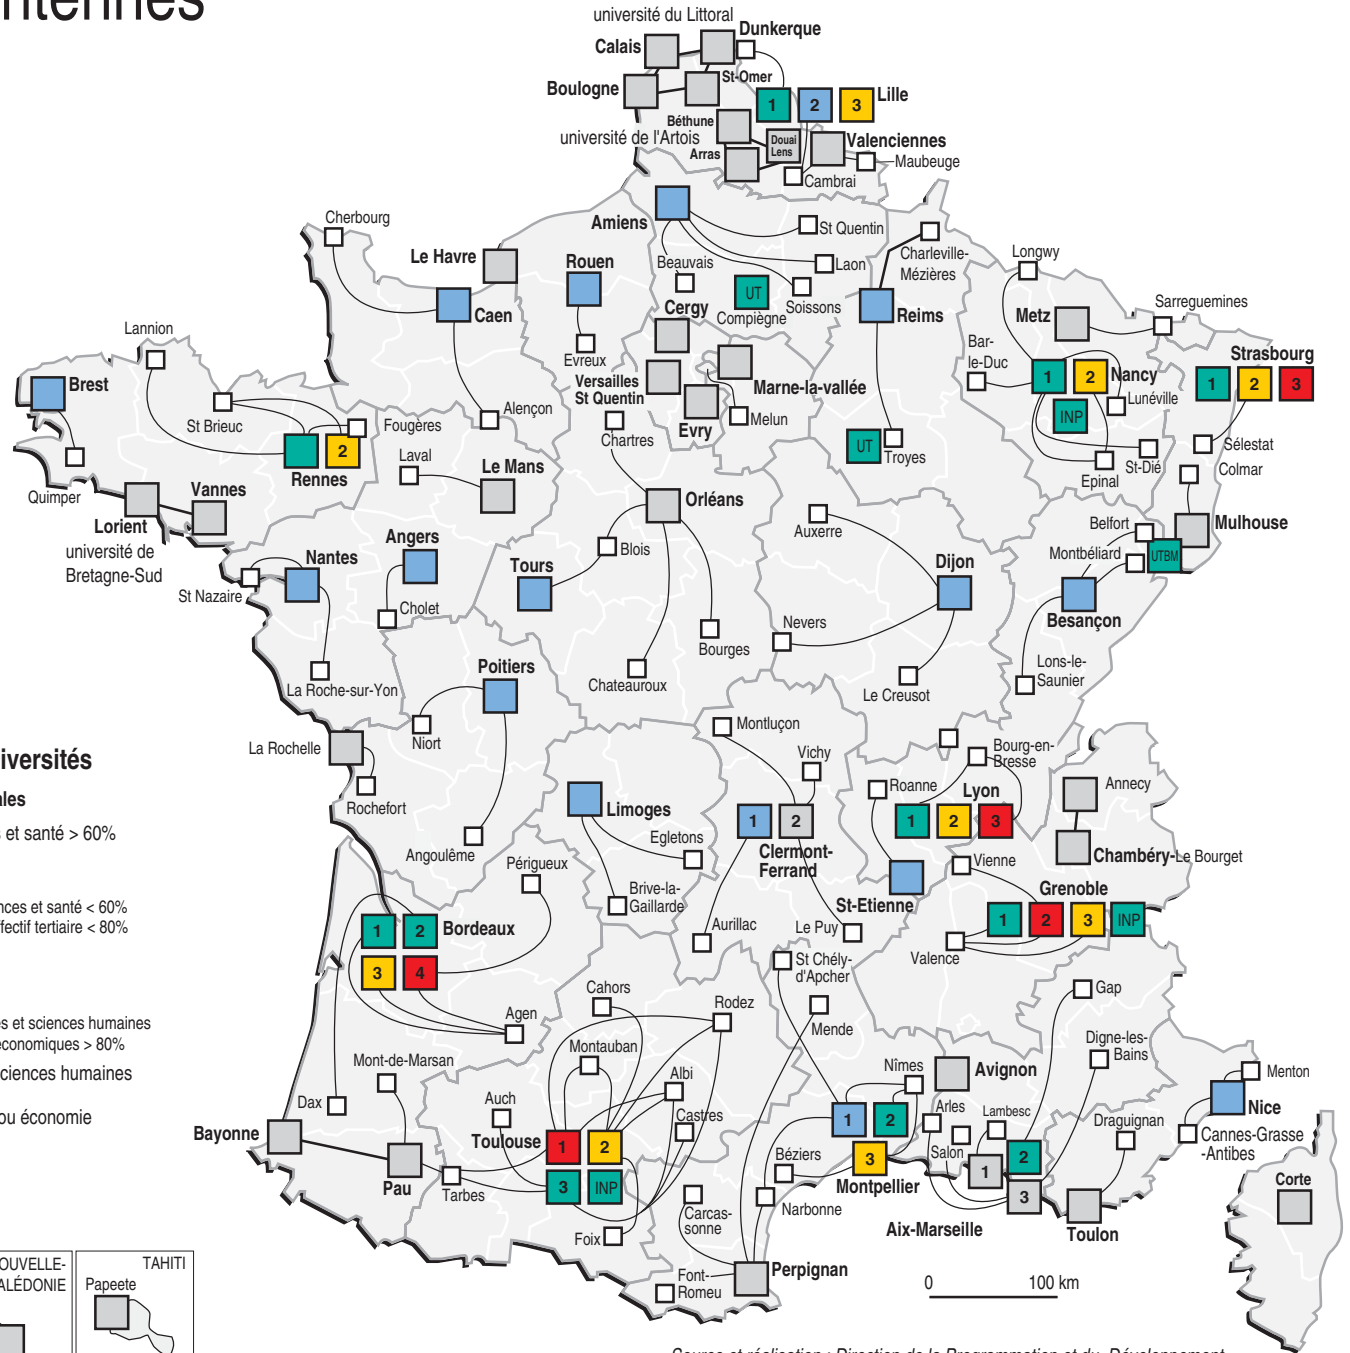 université du Littoral
Dunkerque
Calais
St-Omer
Boulogne
1
2
3
Lille
Béthune
université de l'Artois
Douai
Lens
Valenciennes
Arras
Maubeuge
Cambrai
Cherbourg
Amiens
St Quentin
Le Havre
Rouen
Beauvais
Laon
Charleville-
Mézières
Longwy
UT
Compiègne
Soissons
Caen
Cergy
Reims
Metz
Sarreguemines
Lannion
Evreux
Bar-
le-Duc
Strasbourg
Brest
Versailles
St Quentin
Marne-la-vallée
1
2
Nancy
1
2
3
Lunéville
INP
Alençon
Evry
Melun
St Brieuc
Fougères
Chartres
UT
Troyes
Sélestat
2
Rennes
Laval
Le Mans
St-Dié
Epinal
Colmar
Quimper
Vannes
Lorient
université de
Bretagne-Sud
Orléans
Auxerre
Belfort
Mulhouse
Montbéliard
UTBM
Nantes
Angers
Blois
Tours
Dijon
St Nazaire
Cholet
Nevers
Besançon
Bourges
La Roche-sur-Yon
Poitiers
Chateauroux
Le Creusot
Lons-le-
Saunier
Niort
Montluçon
La Rochelle
Vichy
Bourg-en-
Bresse
Rochefort
Limoges
Roanne
Lyon
Annecy
1
2
1
2
3
Angoulême
Egletons
Clermont-
Ferrand
Chambéry-Le Bourget
Périgueux
Vienne
Brive-la-
Gaillarde
St-Etienne
Grenoble
1
2
Bordeaux
Aurillac
Le Puy
1
2
3
INP
3
4
Valence
St Chély-
d'Apcher
Cahors
Rodez
Gap
Agen
Mende
Montauban
Digne-les-
Bains
Mont-de-Marsan
Albi
Nîmes
Avignon
Menton
Dax
Auch
Castres
Arles
Lambesc
Nice
Bayonne
Toulouse
1
2
1
2
Salon
2
Draguignan
Cannes-Grasse
-Antibes
Béziers
3
1
Pau
Tarbes
3
INP
Montpellier
3
Corte
Carcas-
sonne
Narbonne
Aix-Marseille
Toulon
Foix
Font-
Romeu
Perpignan
0
100 km
ales
s et santé > 60%
nces et santé < 60%
ffectif tertiaire < 80%
es et sciences humaines
économiques > 80%
sciences humaines
ou économie
OUVELLE-
ALÉDONIE
TAHITI
Papeete